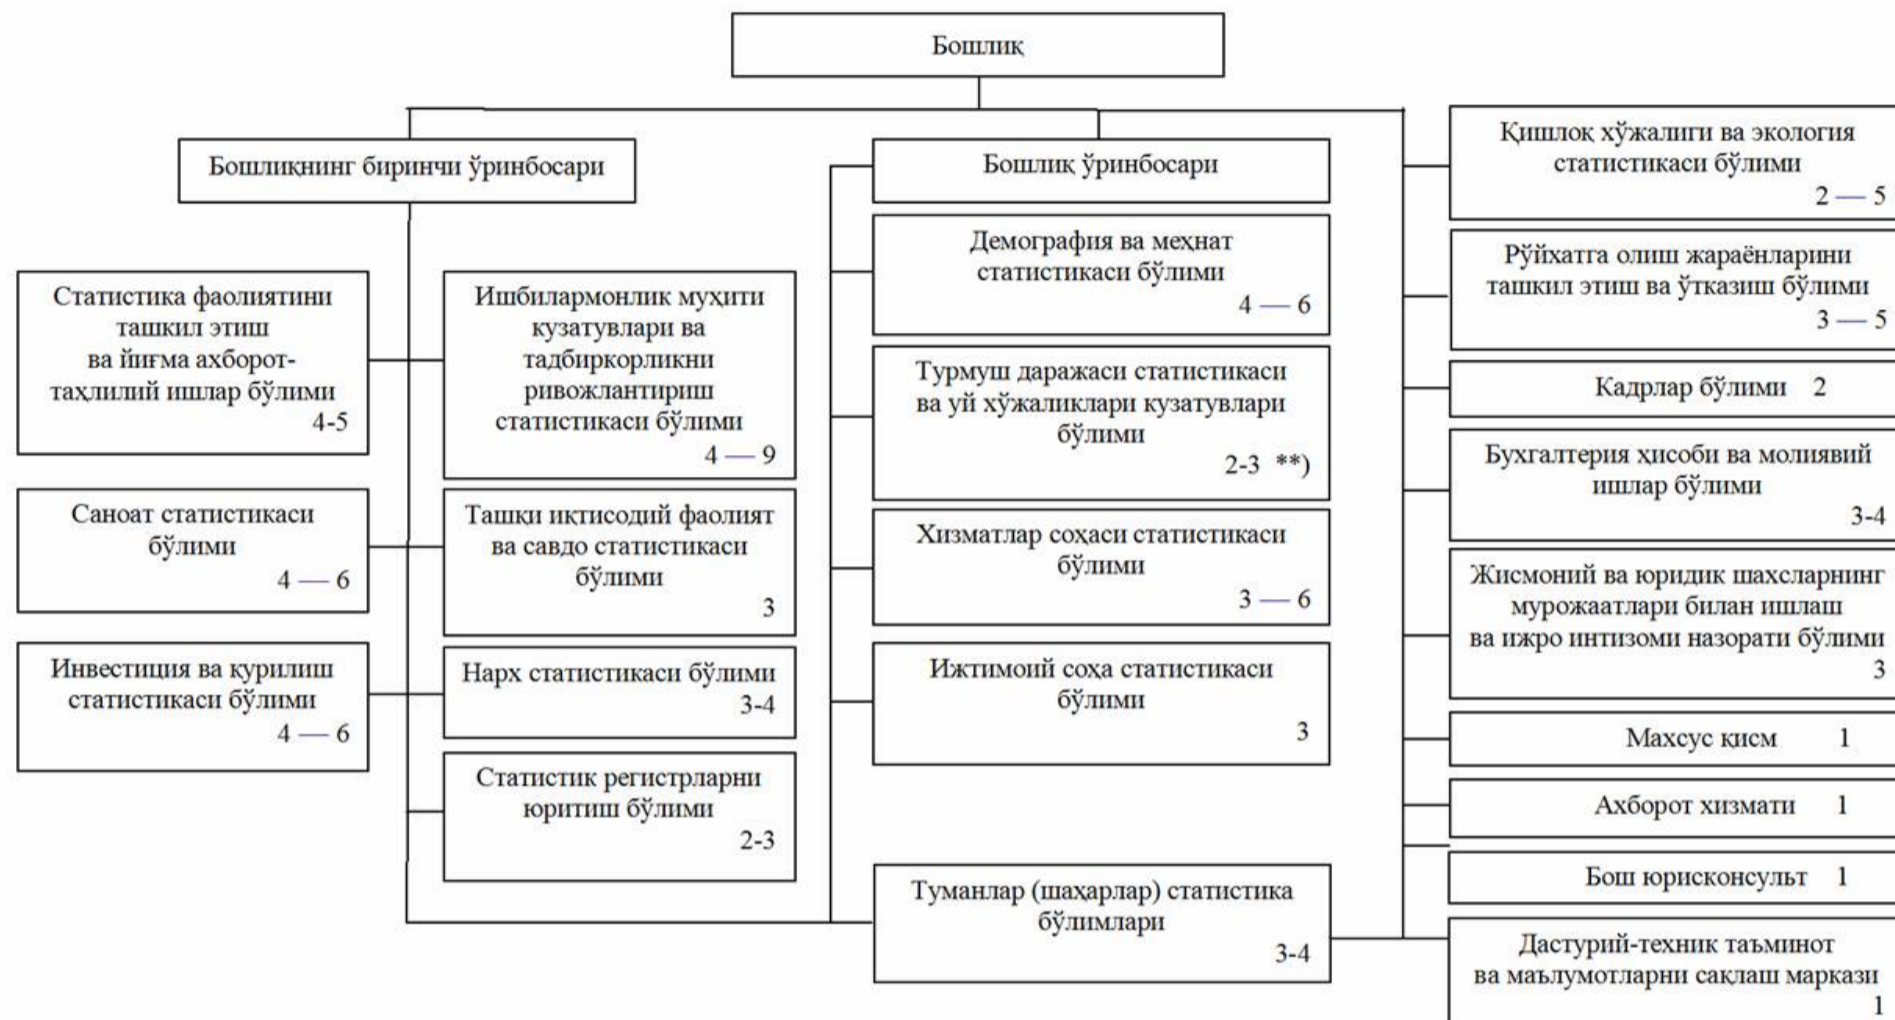 Бошлиқ
Бошлиқнинг биринчи ўринбосари
Статистика фаолиятини
ташкил этиш
ва йиғма ахборот-
таҳлилий ишлар бўлими
4-5
Саноат статистикаси
бўлими
4 — 6
Инвестиция ва қурилиш
статистикаси бўлими
4 — 6
Ишбилармонлик муҳити
кузатувлари ва
тадбиркорликни
ривожлантириш
статистикаси бўлими
4 — 9
Ташқи иқтисодий фаолият
ва савдо статистикаси
бўлими
3
Нарх статистикаси бўлими
3-4
Статистик регистрларни
юритиш бўлими
2-3
Бошлиқ ўринбосари
Демография ва меҳнат
статистикаси бўлими
4 — 6
Турмуш даражаси статистикаси
ва уй хўжаликлари кузатувлари
бўлими
2-3 **)
Хизматлар соҳаси статистикаси
бўлими
3 — 6
Ижтимоий соҳа статистикаси
бўлими
3
Туманлар (шаҳарлар) статистика
бўлимлари
3-4
Қишлоқ хўжалиги ва экология
статистикаси бўлими
2 — 5
Рўйхатга олиш жараёнларини
ташкил этиш ва ўтказиш бўлими
3 — 5
Кадрлар бўлими 2
Бухгалтерия ҳисоби ва молиявий
ишлар бўлими
3-4
Жисмоний ва юридик шахсларнинг
мурожаатлари билан ишлаш
ва ижро интизоми назорати бўлими
3
Махсус қисм 1
Ахборот хизмати 1
Бош юрисконсульт 1
Дастурий-техник таъминот
ва маълумотларни сақлаш маркази
1